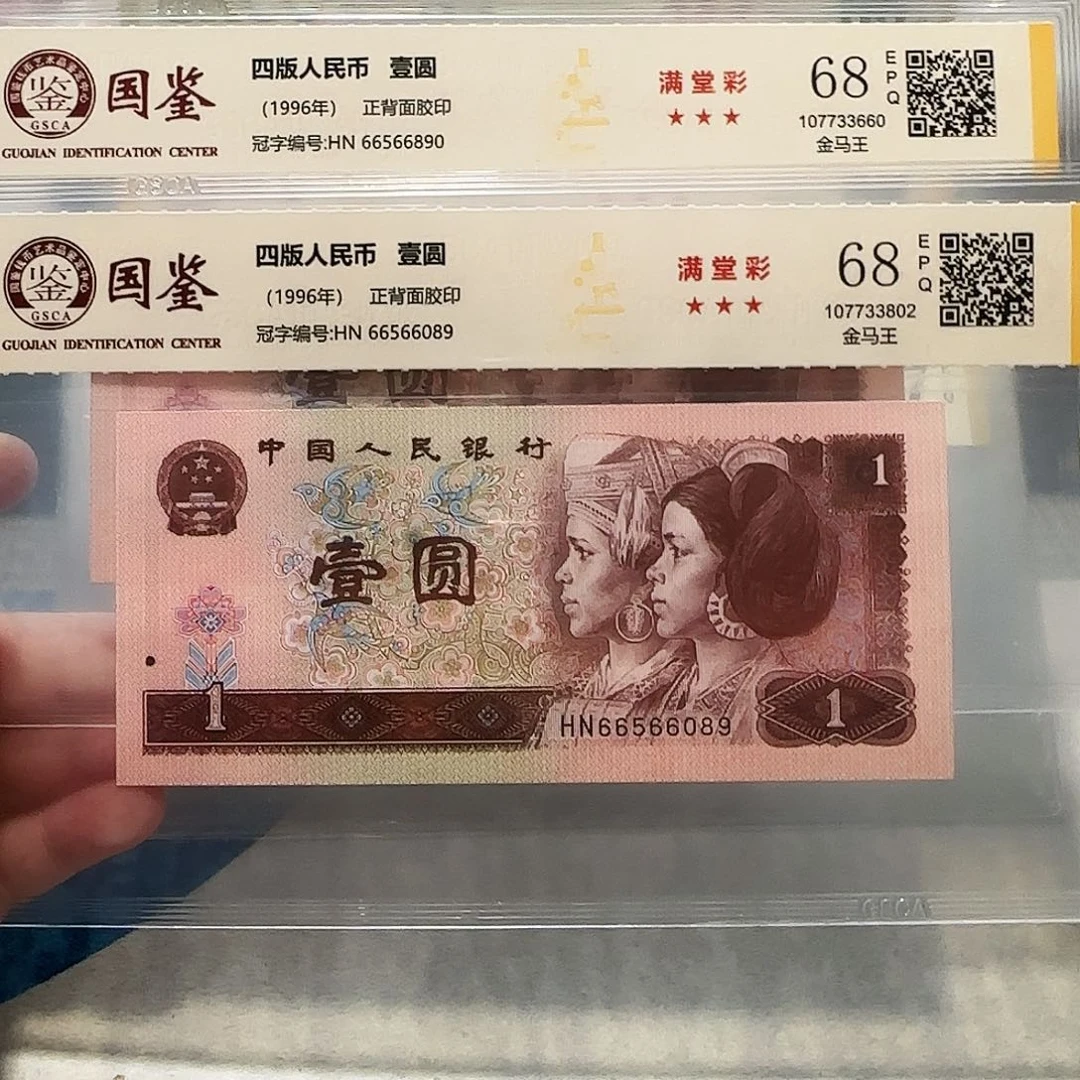 国鉴
GSCA
GUOJIAN IDENTIFICATION CENTER
四版人民币 壹圆
(1996年) 正背面胶印
冠字编号:HN 66566890
满堂彩
★★★
68
EPQ
107733660
金马王
GSCA
国鉴
GSCA
GUOJIAN IDENTIFICATION CENTER
四版人民币 壹圆
(1996年) 正背面胶印
冠字编号:HN 66566089
满堂彩
★★★
68
EPQ
107733802
金马王
壹圆
中国人民银行
1
壹圆
1
HN66566089
1
GSCA